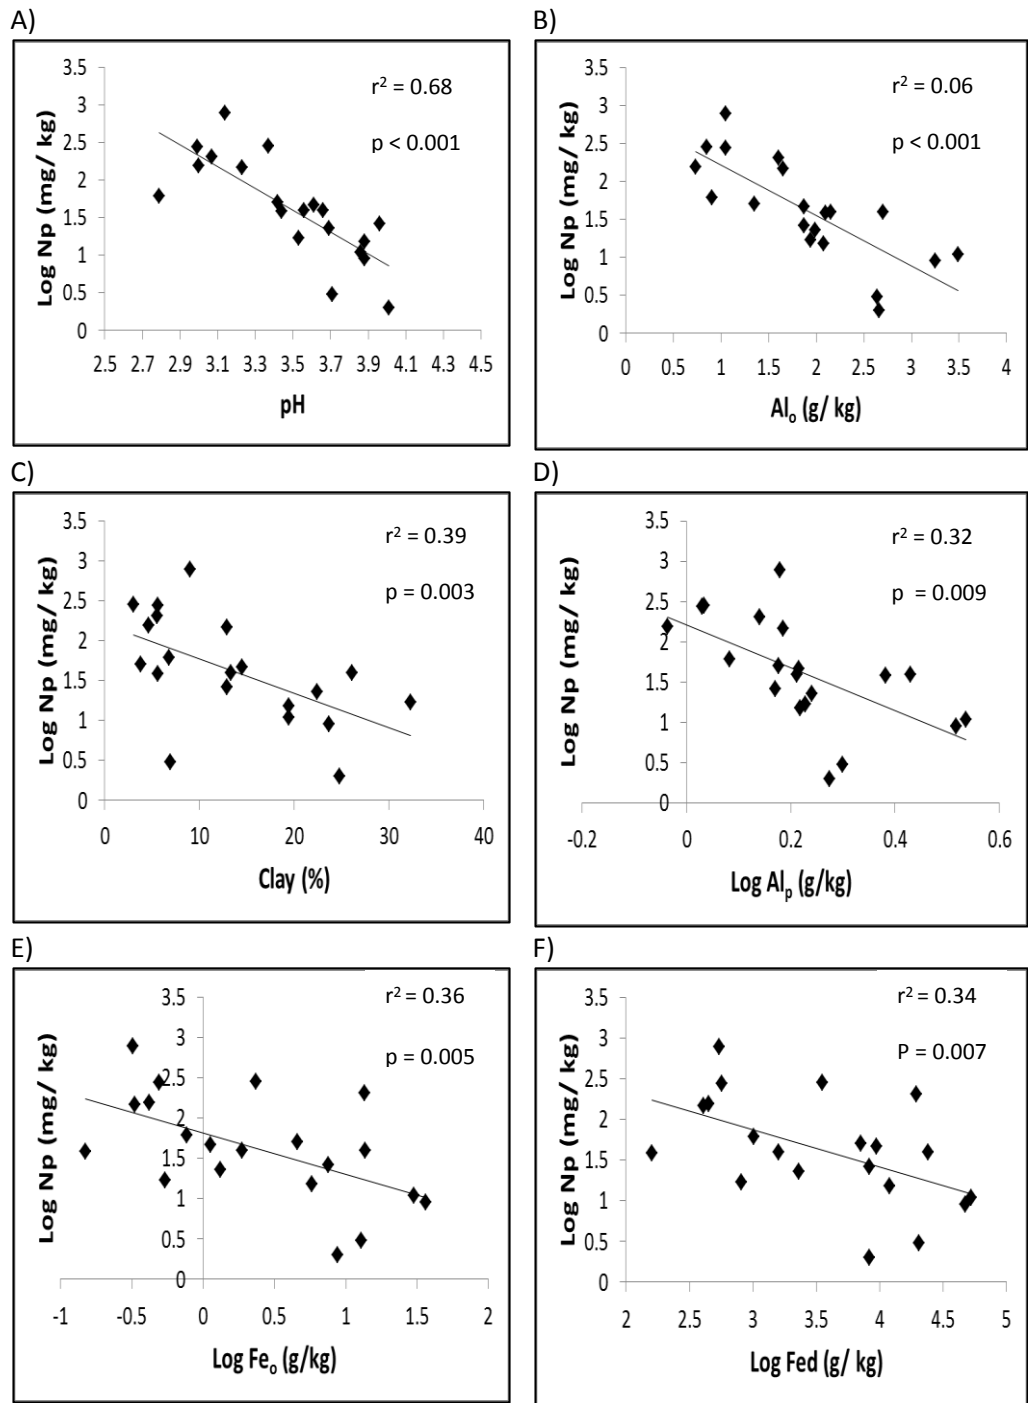 A)
r² = 0.68
p < 0.001
Log Np (mg/ kg)
3.5
3
2.5
2
1.5
1
0.5
0
2.5 2.7 2.9 3.1 3.3 3.5 3.7 3.9 4.1 4.3 4.5
pH
B)
r² = 0.06
p < 0.001
Log Np (mg/ kg)
3.5
3
2.5
2
1.5
1
0.5
0
0 0.5 1 1.5 2 2.5 3 3.5 4
Alₒ (g/ kg)
C)
r² = 0.39
p = 0.003
Log Np (mg/ kg)
3.5
3
2.5
2
1.5
1
0.5
0
0 10 20 30 40
Clay (%)
D)
r² = 0.32
p = 0.009
Log Np (mg/ kg)
3.5
3
2.5
2
1.5
1
0.5
0
-0.2 0 0.2 0.4 0.6
Log Alₚ (g/kg)
E)
r² = 0.36
p = 0.005
Log Np (mg/ kg)
3.5
3
2.5
2
1.5
1
0.5
0
-1 -0.5 0 0.5 1 1.5 2
Log Feₒ (g/kg)
F)
r² = 0.34
P = 0.007
Log Np (mg/ kg)
3.5
3
2.5
2
1.5
1
0.5
0
2 2.5 3 3.5 4 4.5 5
Log Fed (g/ kg)